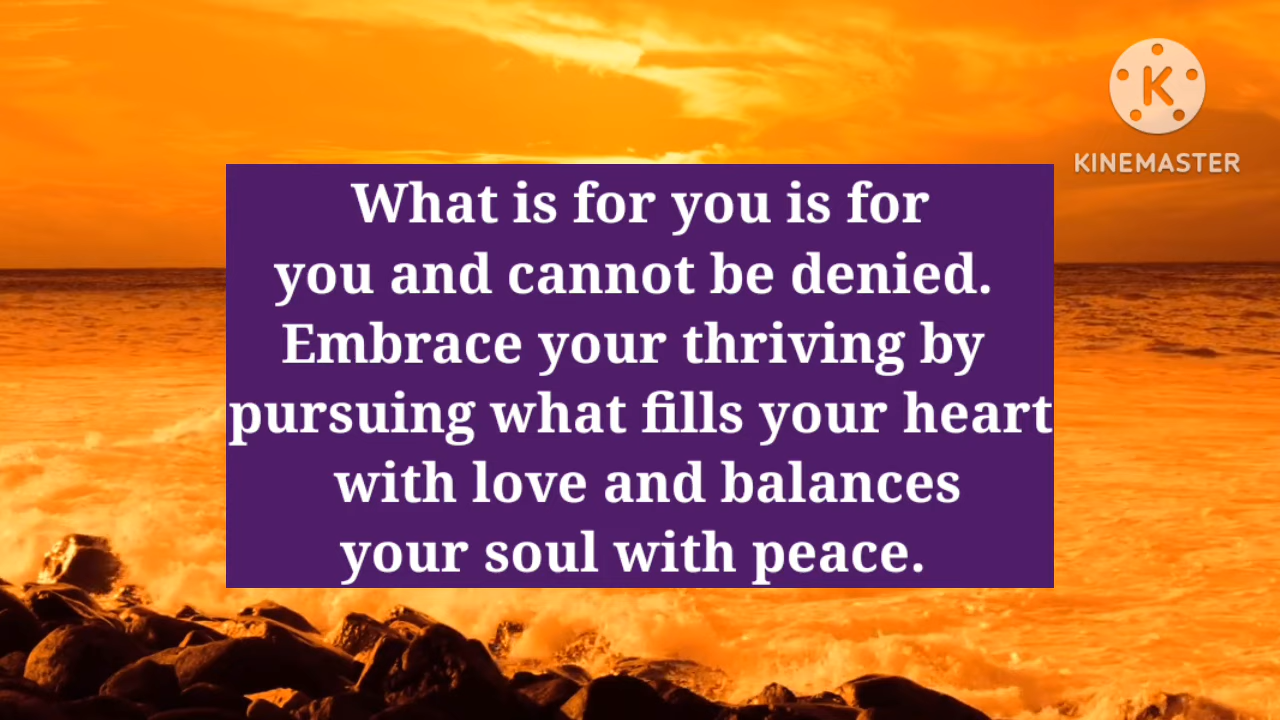 K
KINEMASTER
What is for you is for
you and cannot be denied.
Embrace your thriving by
pursuing what fills your heart
with love and balances
your soul with peace.